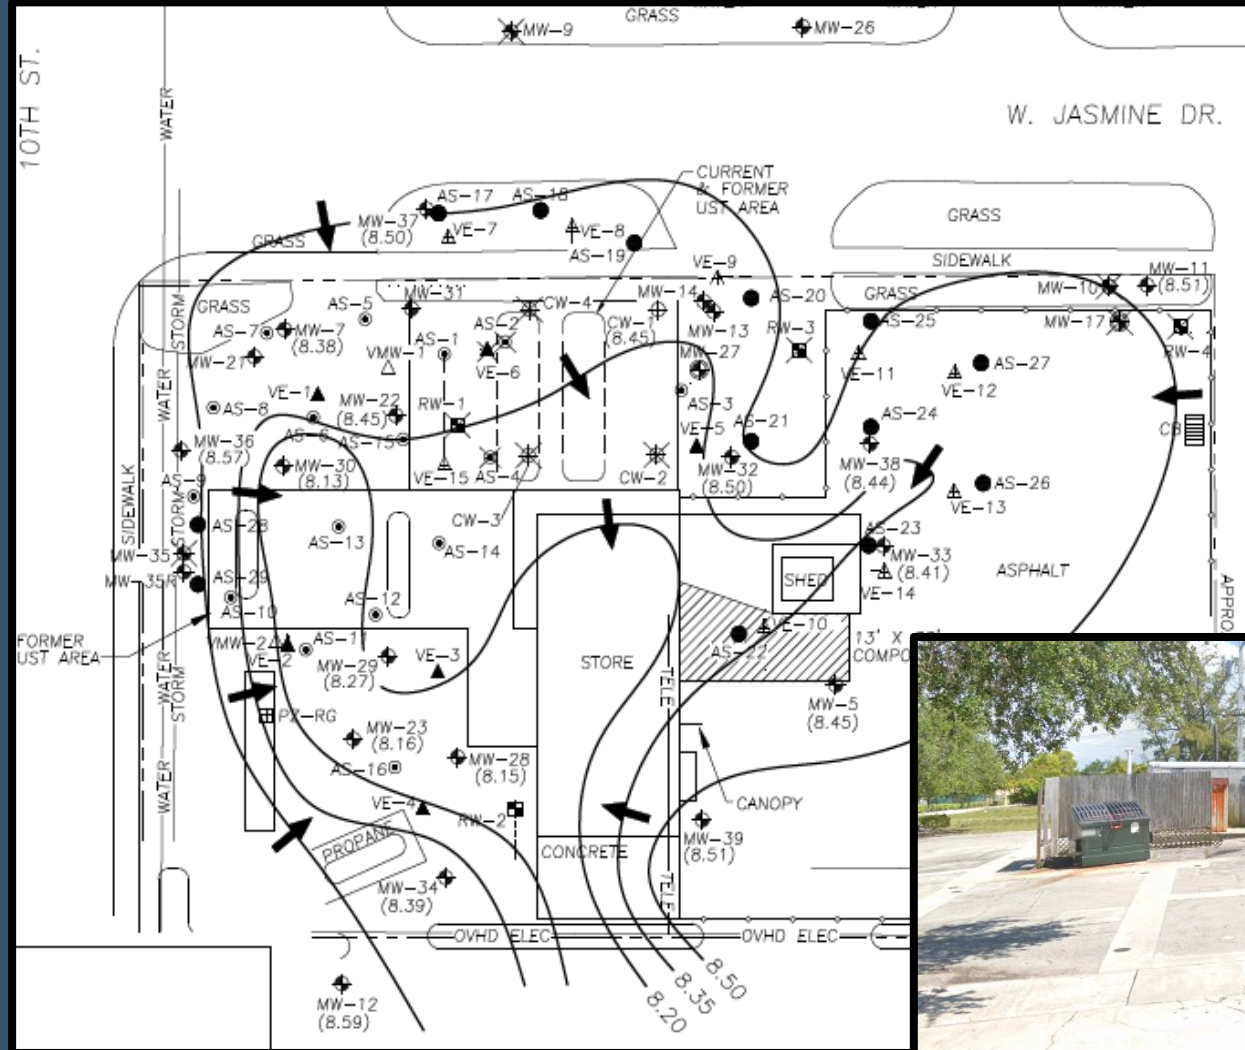 GRASS
MW-9
MW-26
10TH ST.
WATER
W. JASMINE DR.
CURRENT
& FORMER
UST AREA
AS-17
AS-18
MW-37
(8.50)
VE-7
VE-8
AS-19
GRASS
GRASS
SIDEWALK
VE-9
MW-10
MW-11
(8.51)
GRASS
STORM
MW-31
CW-4
MW-14
AS-20
GRASS
AS-5
AS-7
MW-7
(8.38)
AS-1
AS-2
CW-1
(8.45)
MW-13
RW-3
AS-25
MW-17
RW-4
MW-21
VMW-1
VE-6
MW-27
VE-11
AS-27
VE-12
WATER
VE-1
MW-22
(8.45)
RW-1
AS-3
AS-8
AS-6
AS-15
AS-21
AS-24
CB
MW-36
(8.57)
VE-5
MW-30
(8.13)
VE-15
AS-4
CW-2
MW-32
(8.50)
MW-38
(8.44)
AS-9
AS-26
VE-13
SIDEWALK
STORM
CW-3
AS-28
AS-13
AS-14
AS-23
MW-35
MW-33
(8.41)
MW-35R
AS-29
SHED
ASPHALT
VE-14
AS-10
AS-12
APPRO
FORMER
UST AREA
VMW-2
AS-11
VE-2
MW-29
(8.27)
VE-3
STORE
TELE
AS-22
VE-10
13' X
COMPO
WATER
STORM
MW-5
(8.45)
PZ-RG
MW-23
(8.16)
MW-28
(8.15)
AS-16
WATER
VE-4
RW-2
CANOPY
PROPANE
CONCRETE
MW-39
(8.51)
MW-34
(8.39)
TELE
OVHD ELEC
OVHD ELEC
8.50
8.35
8.20
MW-12
(8.59)